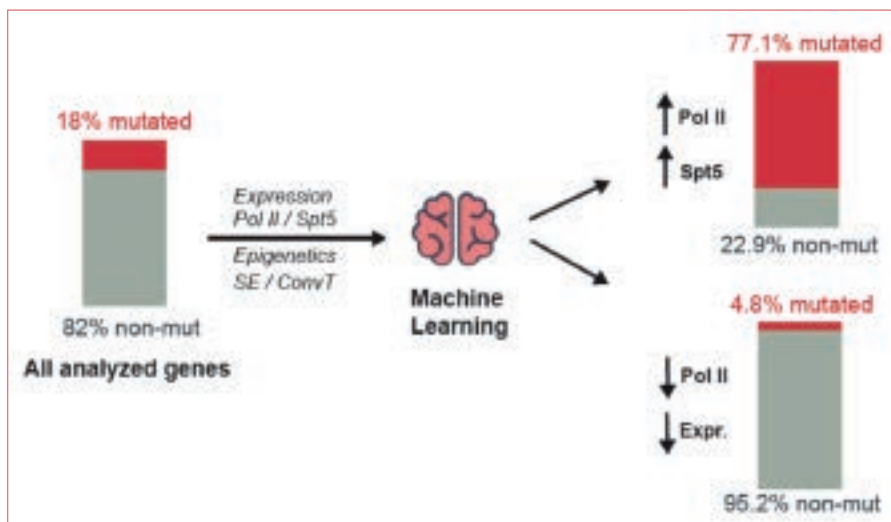 18% mutated
82% non-mut
All analyzed genes
Expression
Pol II / Spt5
Epigenetics
SE / ConvT
Machine
Learning
77.1% mutated
Pol II
Spt5
22.9% non-mut
4.8% mutated
Pol II
Expr.
95.2% non-mut